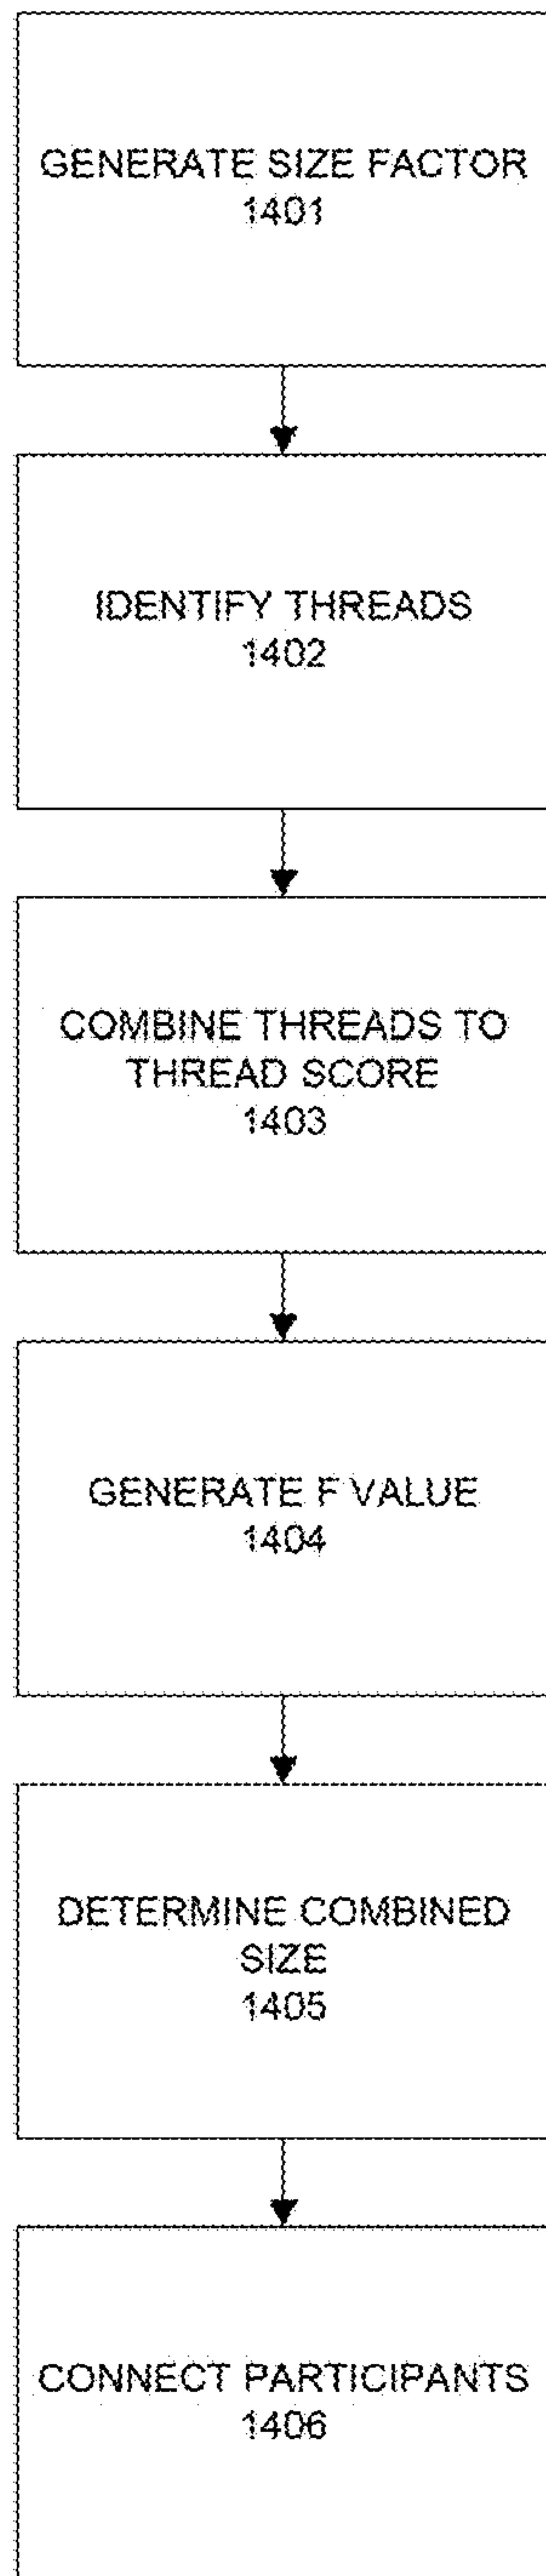 GENERATE SIZE FACTOR
1401
IDENTIFY THREADS
1402
COMBINE THREADS TO
THREAD SCORE
1403
GENERATE F VALUE
1404
DETERMINE COMBINED
SIZE
1405
CONNECT PARTICIPANTS
1406